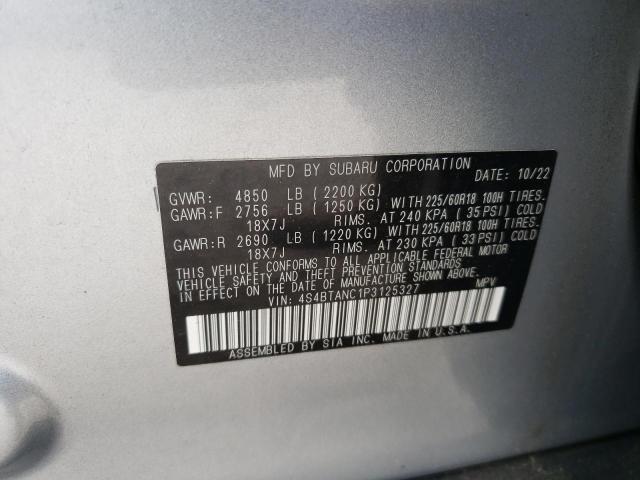 MFD BY SUBARU CORPORATION DATE: 10/22
GVWR: 4850 LB (2200 KG)
GAWR:F 2756 LB (1250 KG) WITH 225/60R18 100H TIRES.
18X7J RIMS. AT 240 KPA (35 PSI) COLD
GAWR:R 2690 LB (1220 KG) WITH 225/60R18 100H TIRES.
18X7J RIMS. AT 230 KPA (33 PSI) COLD
THIS VEHICLE CONFORMS TO ALL APPLICABLE FEDERAL MOTOR
VEHICLE SAFETY AND THEFT PREVENTION STANDARDS
IN EFFECT ON THE DATE OF MANUFACTURE SHOWN ABOVE.
VIN: 4S4BTANC1P3125327 MPV
ASSEMBLED BY SIA INC. MADE IN U.S.A.